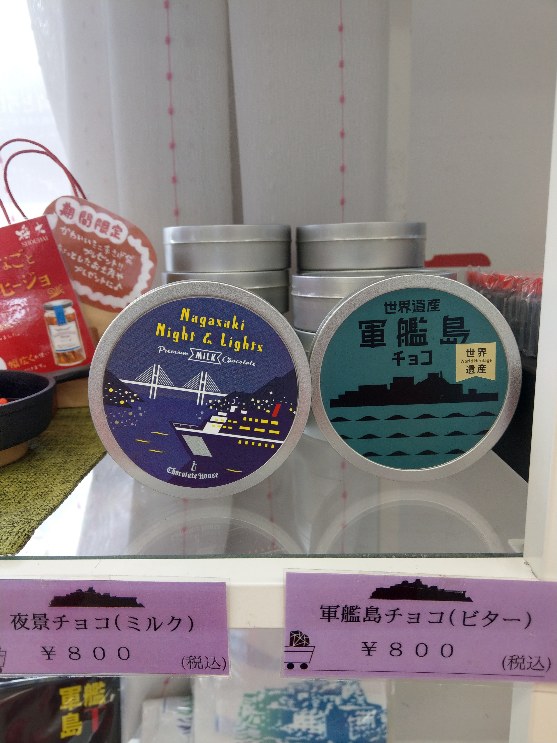 期間限定
Nagasaki
Night & Lights
Premium MILK Chocolate
Chocolate House
世界遺産
軍艦島
チョコ
世界
World Heritage
遺産
夜景チョコ(ミルク)
￥８００
(税込)
軍艦島チョコ(ビター)
￥８００
(税込)
軍艦
島